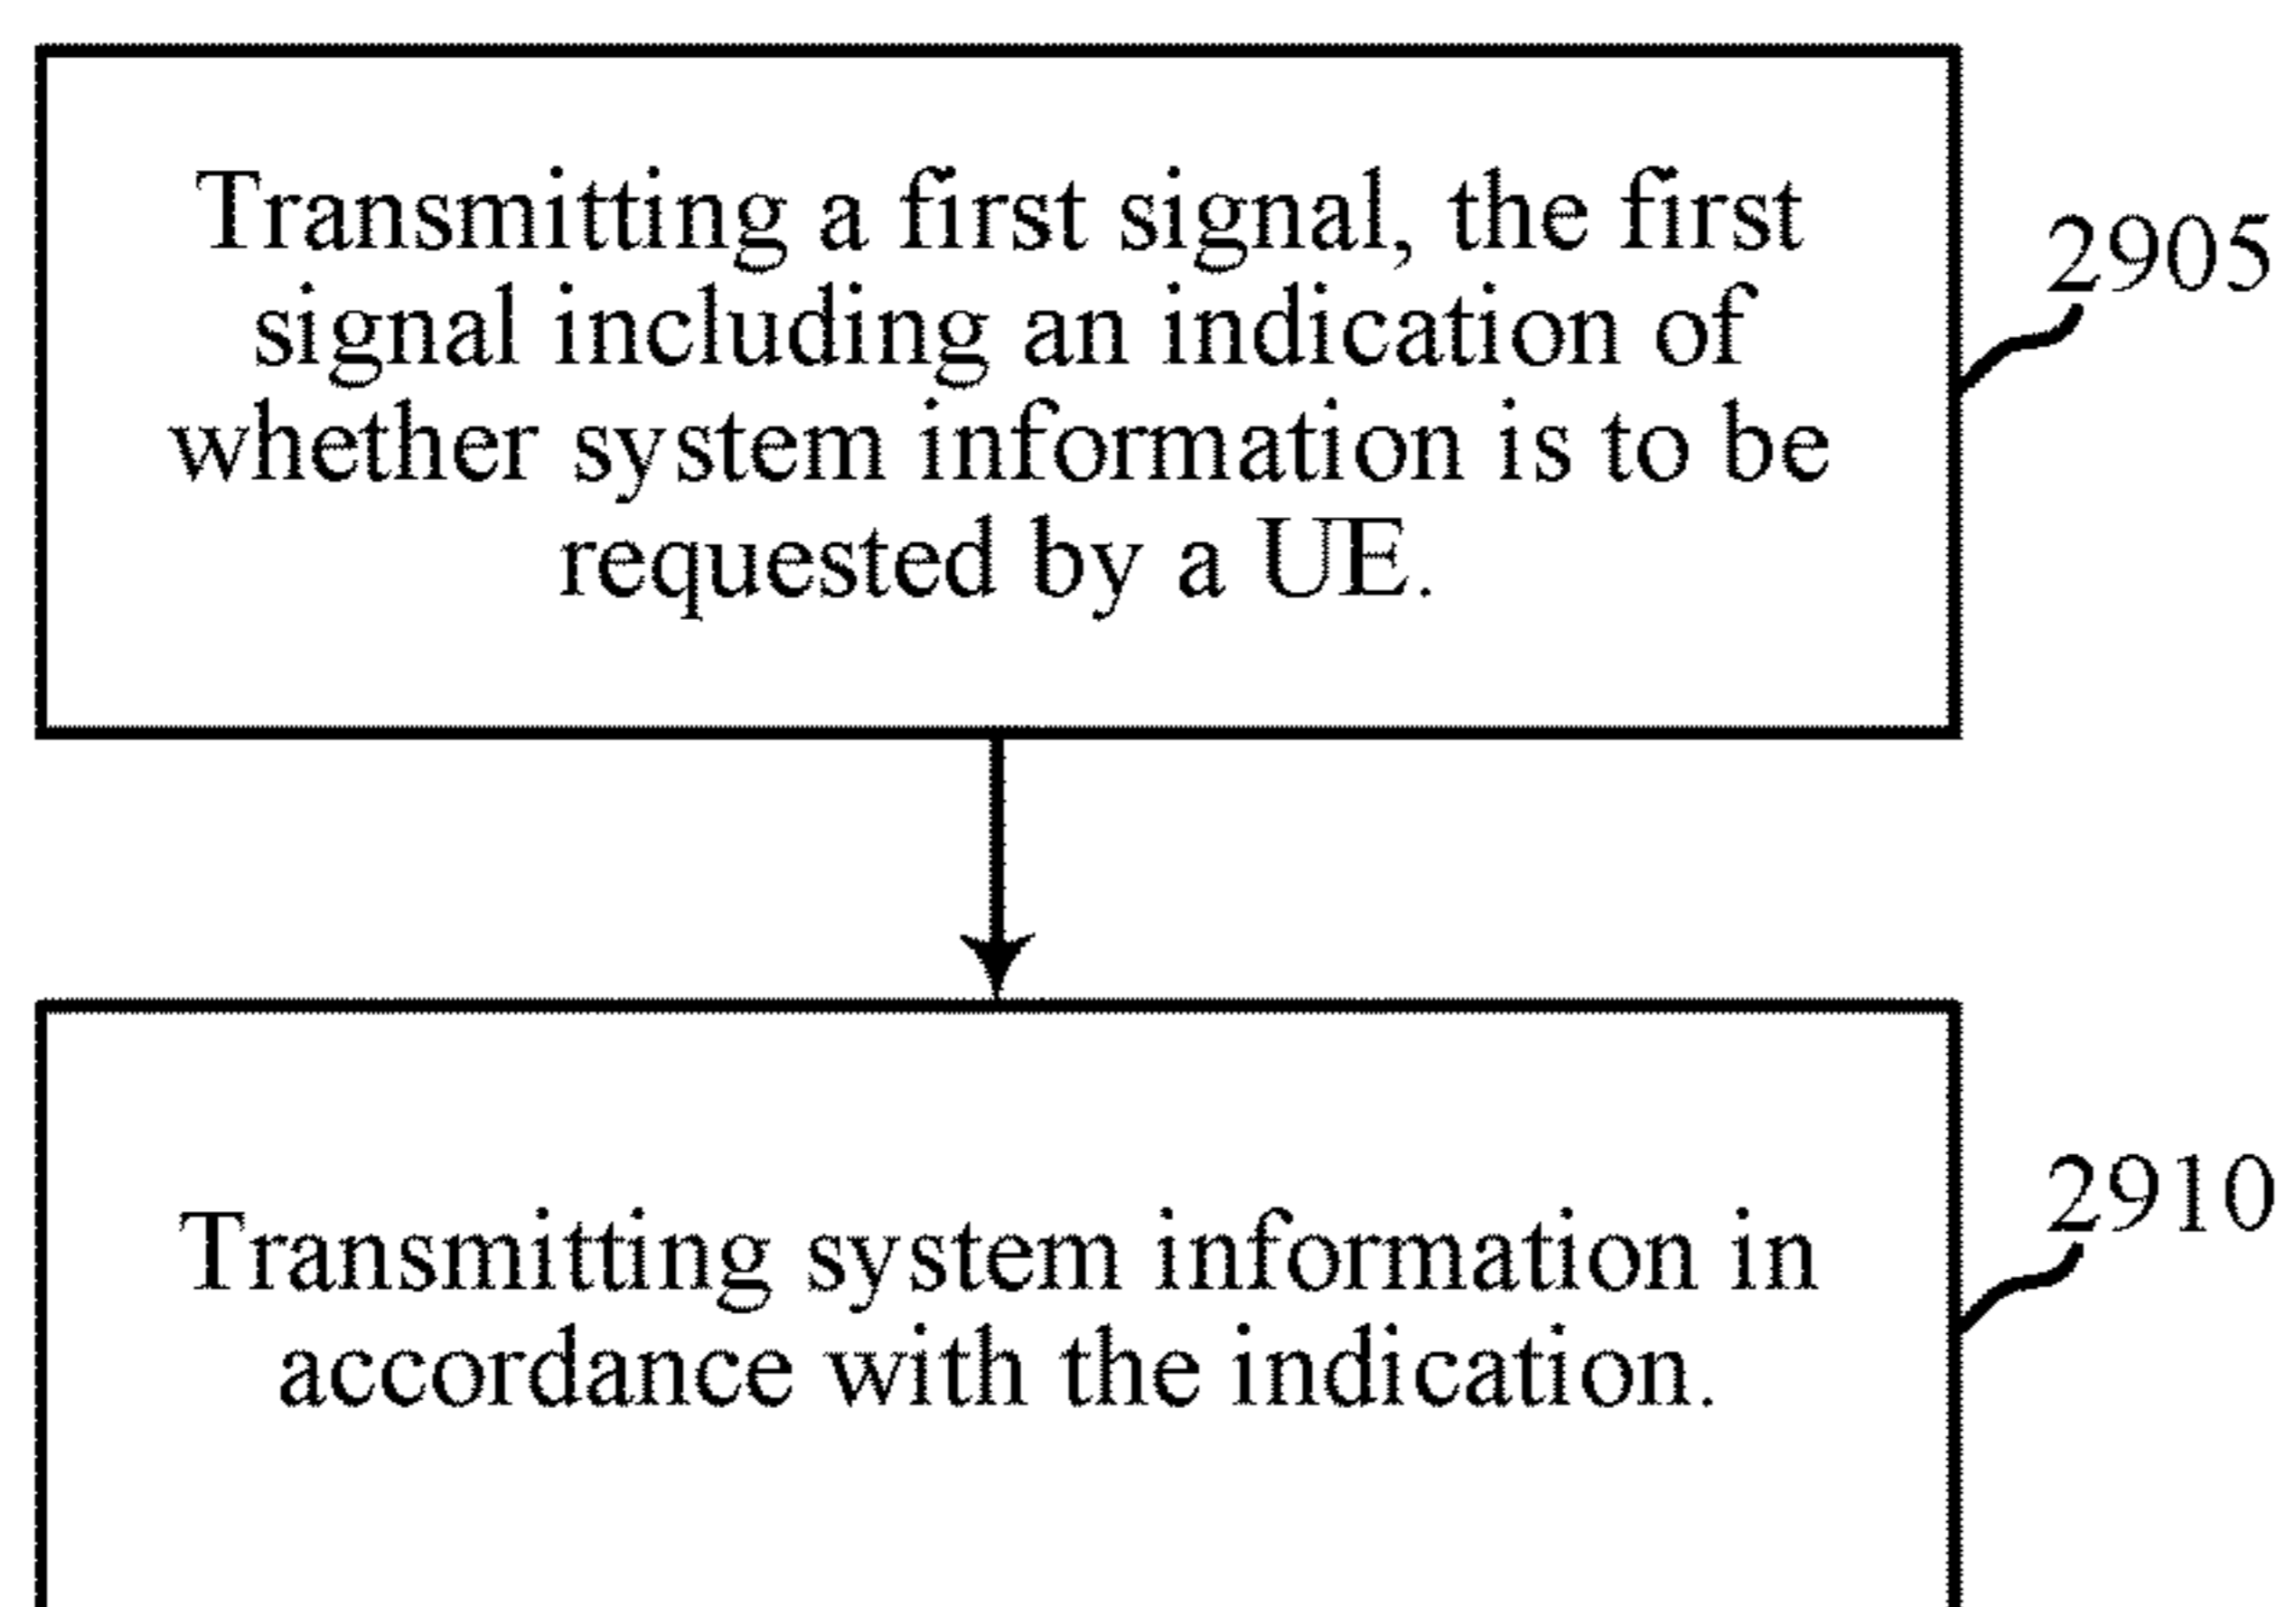 Transmitting a first signal, the first
signal including an indication of
whether system information is to be
requested by a UE.
2905
Transmitting system information in
accordance with the indication.
2910